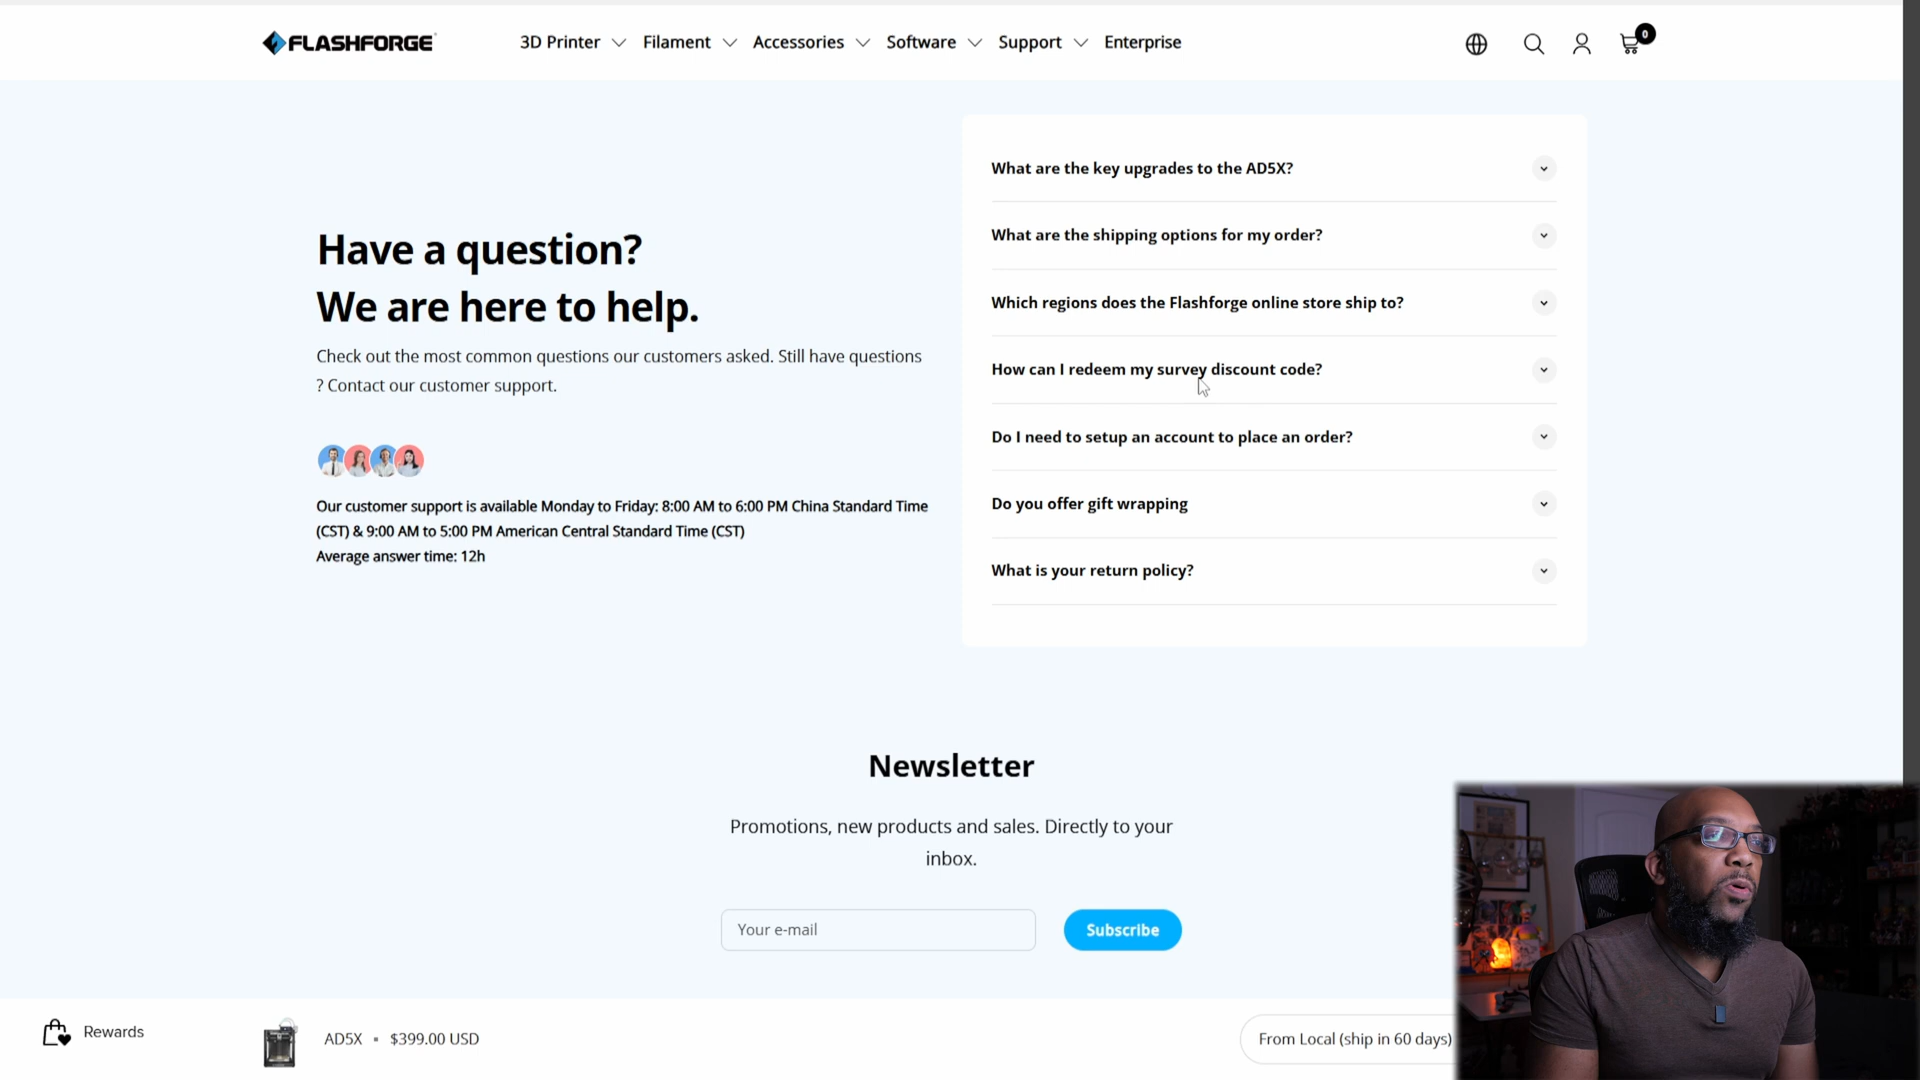 FLASHFORGE
3D Printer
Filament
Accessories
Software
Support
Enterprise
0
Have a question?
We are here to help.
Check out the most common questions our customers asked. Still have questions
? Contact our customer support.
Our customer support is available Monday to Friday: 8:00 AM to 6:00 PM China Standard Time
(CST) & 9:00 AM to 5:00 PM American Central Standard Time (CST)
Average answer time: 12h
What are the key upgrades to the AD5X?
What are the shipping options for my order?
Which regions does the Flashforge online store ship to?
How can I redeem my survey discount code?
Do I need to setup an account to place an order?
Do you offer gift wrapping
What is your return policy?
Newsletter
Promotions, new products and sales. Directly to your
inbox.
Your e-mail
Subscribe
Rewards
AD5X ▪ $399.00 USD
From Local (ship in 60 days)